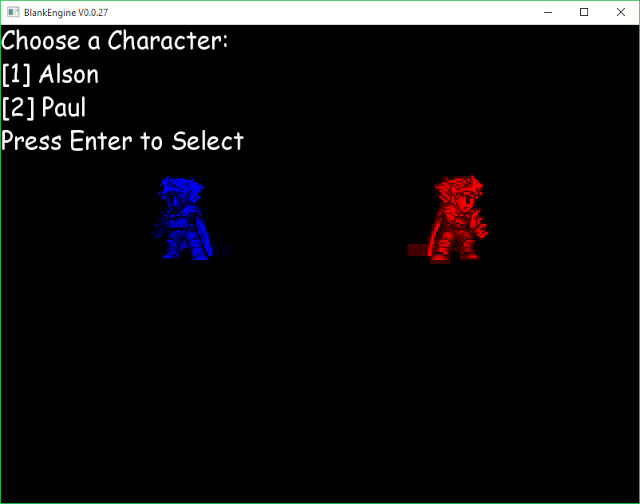 BlankEngine V0.0.27
Choose a Character:
[1] Alson
[2] Paul
Press Enter to Select